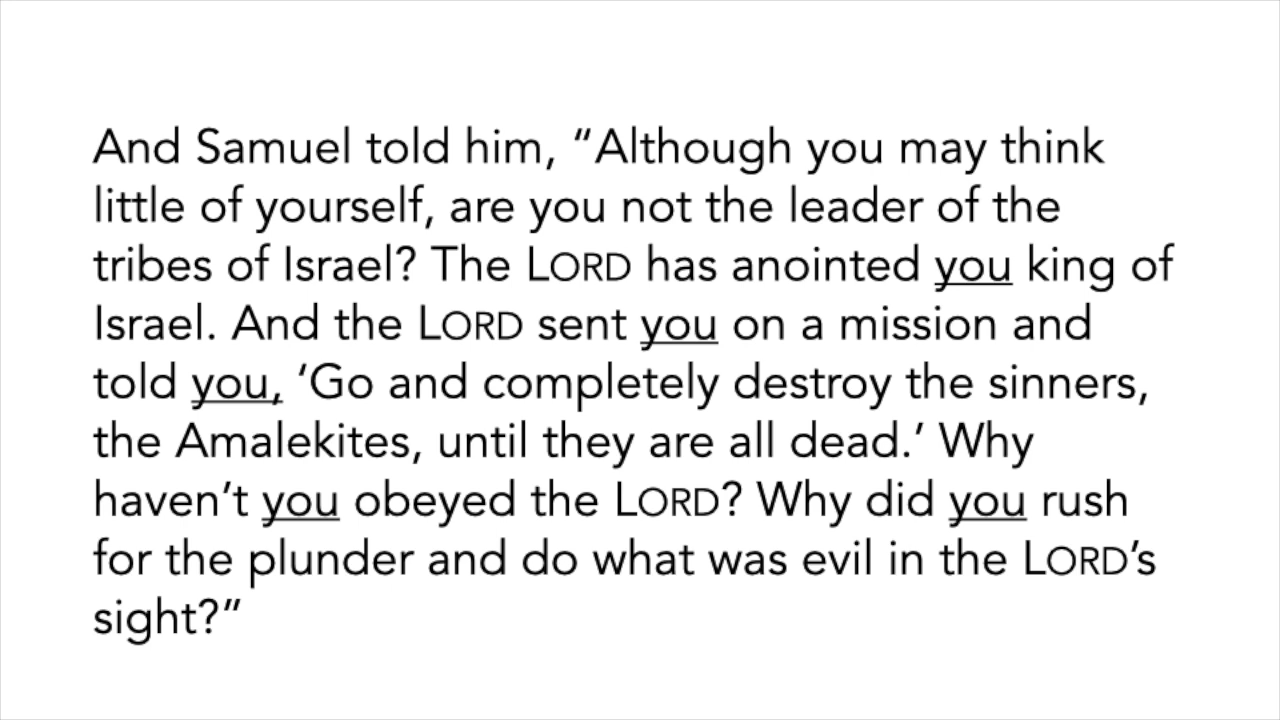 And Samuel told him, “Although you may think
little of yourself, are you not the leader of the
tribes of Israel? The LORD has anointed you king of
Israel. And the LORD sent you on a mission and
told you, ‘Go and completely destroy the sinners,
the Amalekites, until they are all dead.’ Why
haven’t you obeyed the LORD? Why did you rush
for the plunder and do what was evil in the LORD’s
sight?”